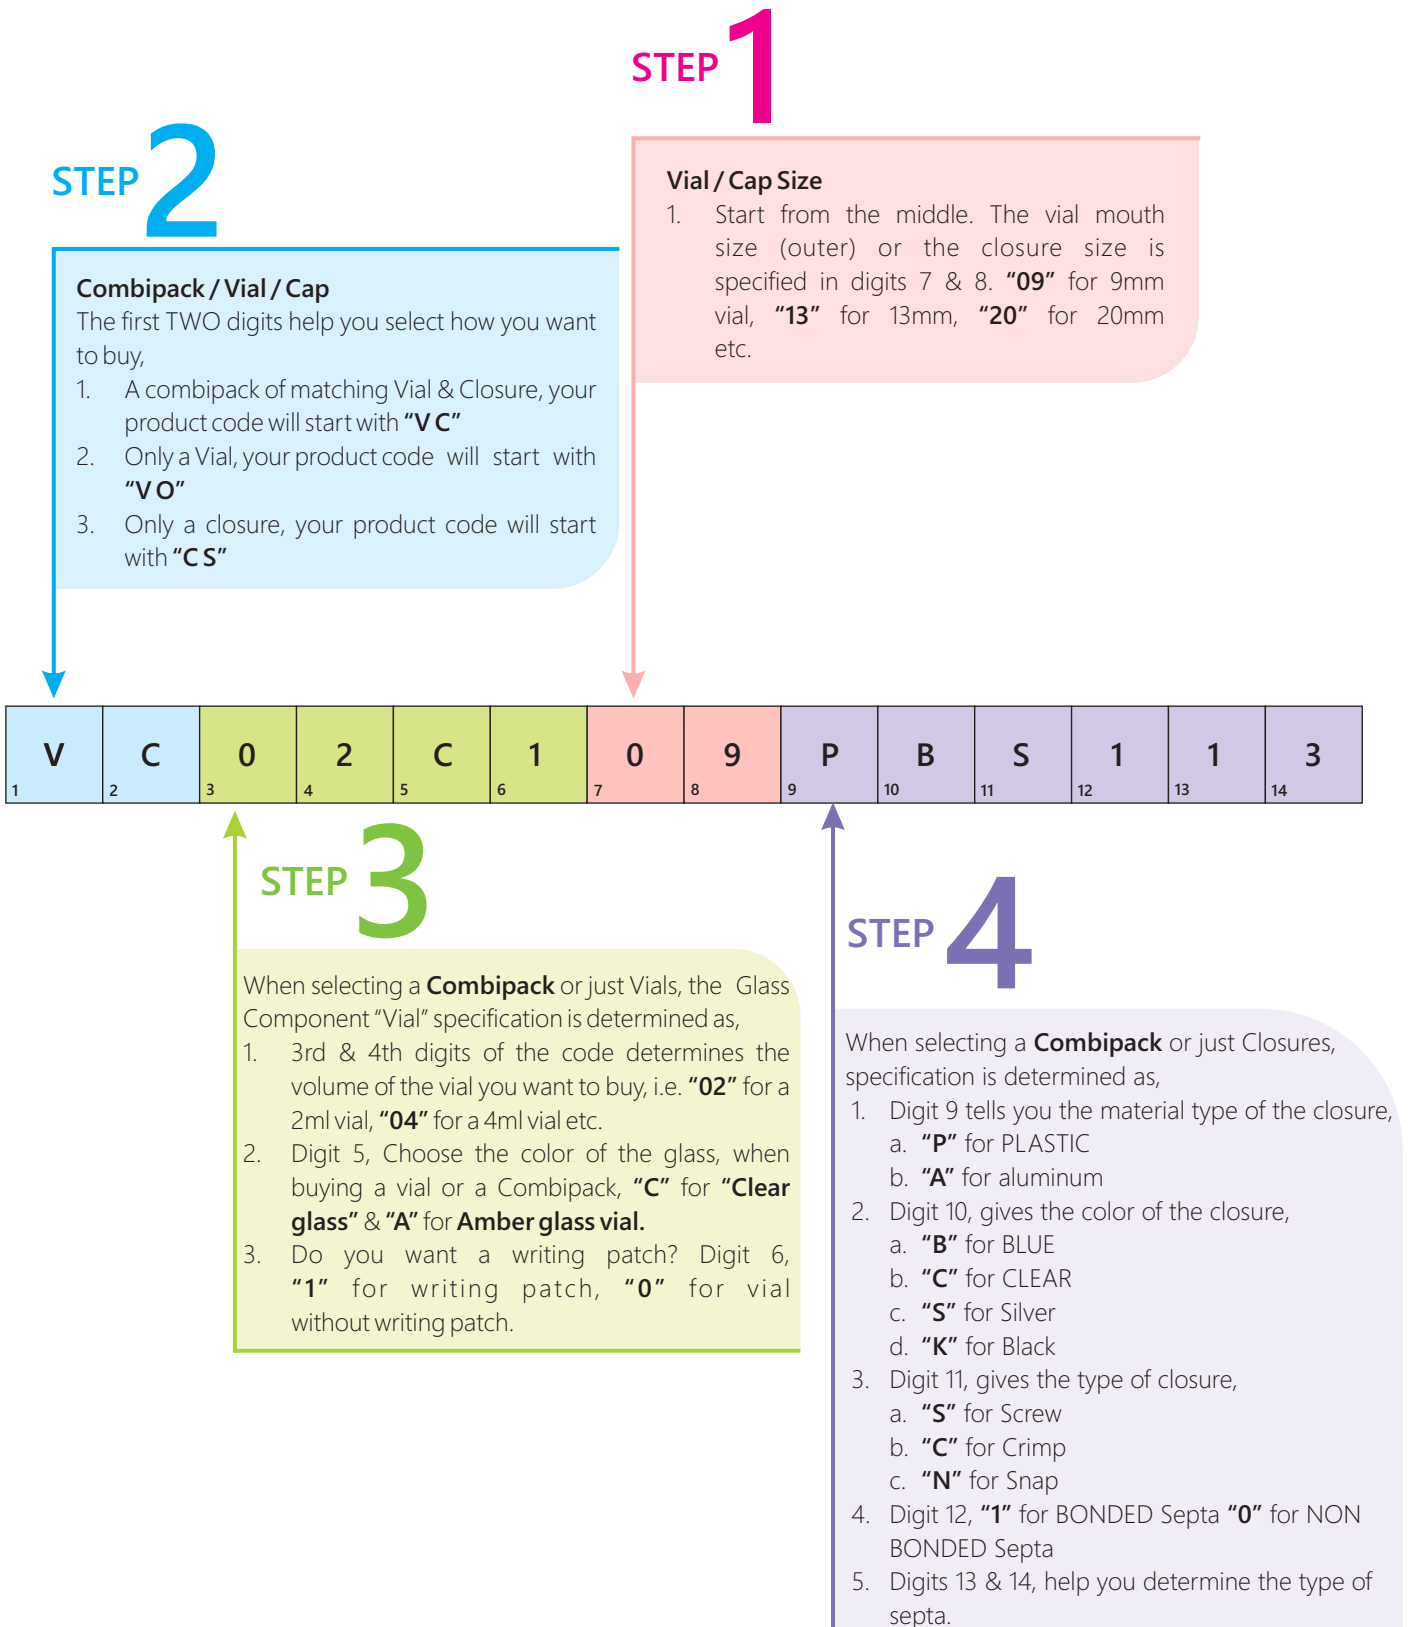 STEP 1
Vial / Cap Size
1. Start from the middle. The vial mouth
size (outer) or the closure size is
specified in digits 7 & 8. “09” for 9mm
vial, “13” for 13mm, “20” for 20mm
etc.
STEP 2
Combipack / Vial / Cap
The first TWO digits help you select how you want
to buy,
1. A combipack of matching Vial & Closure, your
product code will start with “V C”
2. Only a Vial, your product code will start with
“V O”
3. Only a closure, your product code will start
with “C S”
V C 0 2 C 1 0 9 P B S 1 1 3
1 2 3 4 5 6 7 8 9 10 11 12 13 14
STEP 3
When selecting a Combipack or just Vials, the Glass
Component “Vial” specification is determined as,
1. 3rd & 4th digits of the code determines the
volume of the vial you want to buy, i.e. “02” for a
2ml vial, “04” for a 4ml vial etc.
2. Digit 5, Choose the color of the glass, when
buying a vial or a Combipack, “C” for “Clear
glass” & “A” for Amber glass vial.
3. Do you want a writing patch? Digit 6,
“1” for writing patch, “0” for vial
without writing patch.
STEP 4
When selecting a Combipack or just Closures,
specification is determined as,
1. Digit 9 tells you the material type of the closure,
a. “P” for PLASTIC
b. “A” for aluminum
2. Digit 10, gives the color of the closure,
a. “B” for BLUE
b. “C” for CLEAR
c. “S” for Silver
d. “K” for Black
3. Digit 11, gives the type of closure,
a. “S” for Screw
b. “C” for Crimp
c. “N” for Snap
4. Digit 12, “1” for BONDED Septa “0” for NON
BONDED Septa
5. Digits 13 & 14, help you determine the type of
septa.